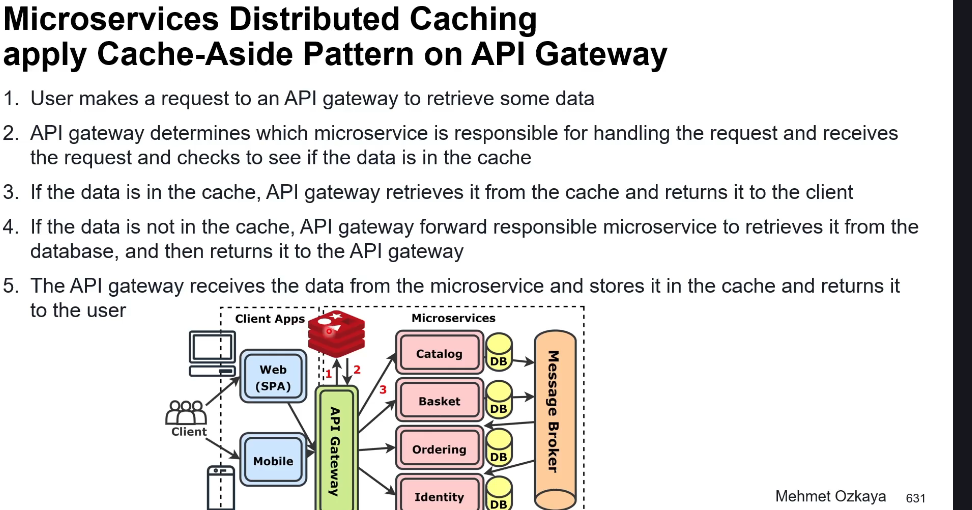 Microservices Distributed Caching
apply Cache-Aside Pattern on API Gateway
1. User makes a request to an API gateway to retrieve some data
2. API gateway determines which microservice is responsible for handling the request and receives
the request and checks to see if the data is in the cache
3. If the data is in the cache, API gateway retrieves it from the cache and returns it to the client
4. If the data is not in the cache, API gateway forward responsible microservice to retrieves it from the
database, and then returns it to the API gateway
5. The API gateway receives the data from the microservice and stores it in the cache and returns it
to the user
Client Apps
Microservices
Web
(SPA)
1
2
3
Catalog
DB
Basket
DB
Client
Mobile
API Gateway
Ordering
DB
Identity
DB
Message Broker
Mehmet Ozkaya 631